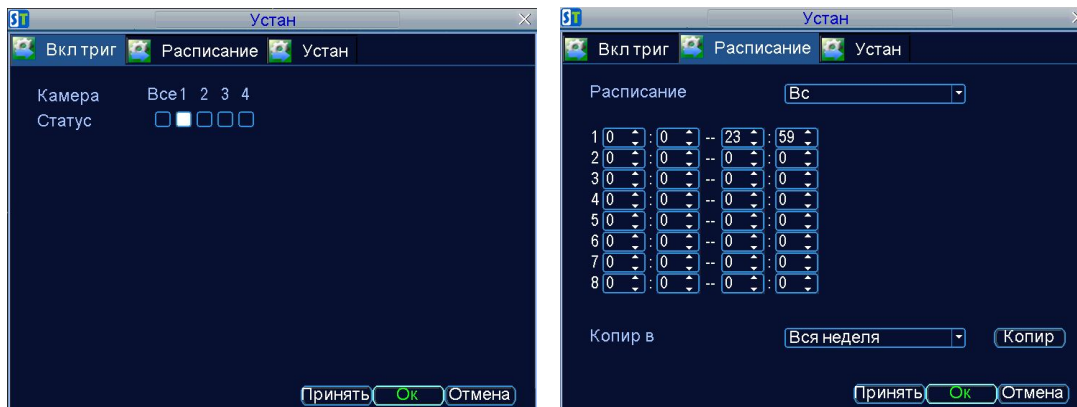 ST Устан
Вкл триг Расписание Устан
Камера Все 1 2 3 4
Статус
Принять Ок Отмена
ST Устан
Вкл триг Расписание Устан
Расписание Вс
1 0 : 0 -- 23 : 59
2 0 : 0 -- 0 : 0
3 0 : 0 -- 0 : 0
4 0 : 0 -- 0 : 0
5 0 : 0 -- 0 : 0
6 0 : 0 -- 0 : 0
7 0 : 0 -- 0 : 0
8 0 : 0 -- 0 : 0
Копир в Вся неделя Копир
Принять Ок Отмена